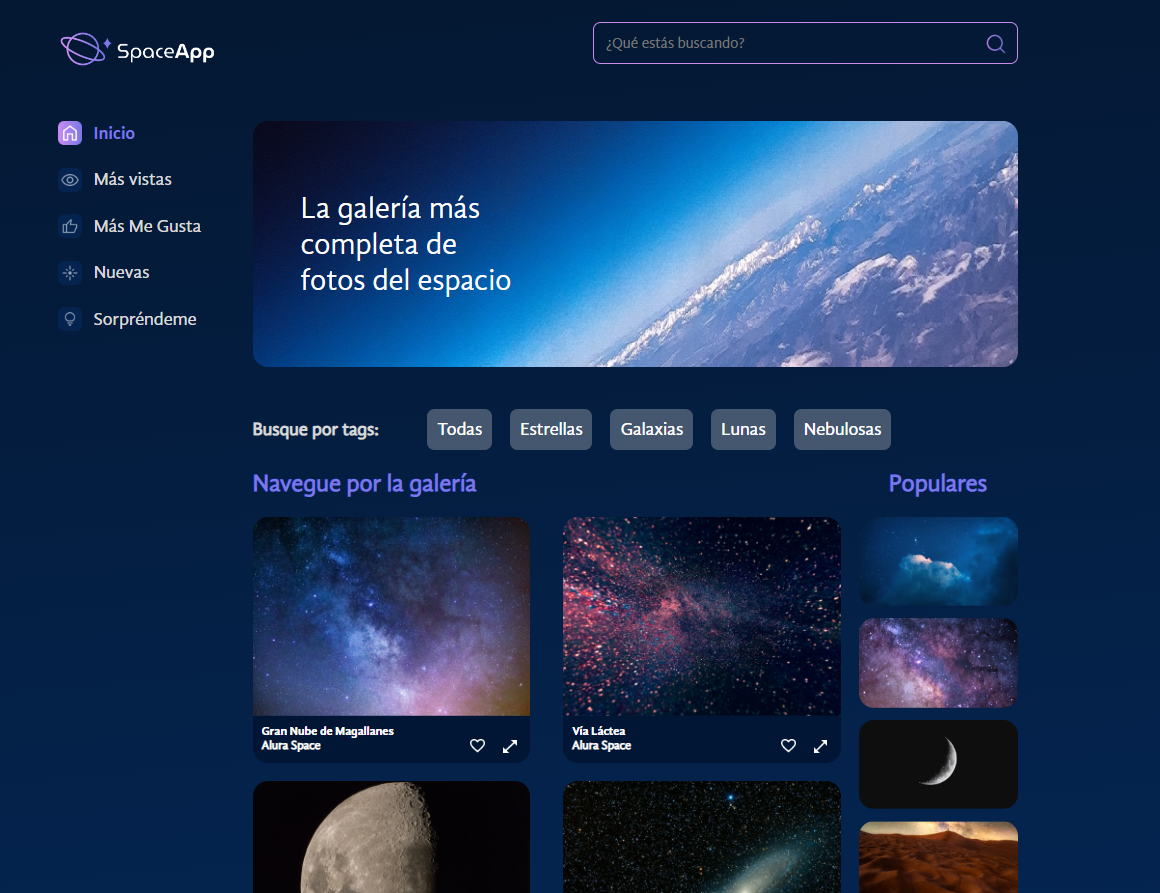 SpaceApp
¿Qué estás buscando?
Inicio
Más vistas
Más Me Gusta
Nuevas
Sorpréndeme
La galería más
completa de
fotos del espacio
Busque por tags:
Todas
Estrellas
Galaxias
Lunas
Nebulosas
Navegue por la galería
Populares
Gran Nube de Magallanes
Alura Space
Vía Láctea
Alura Space